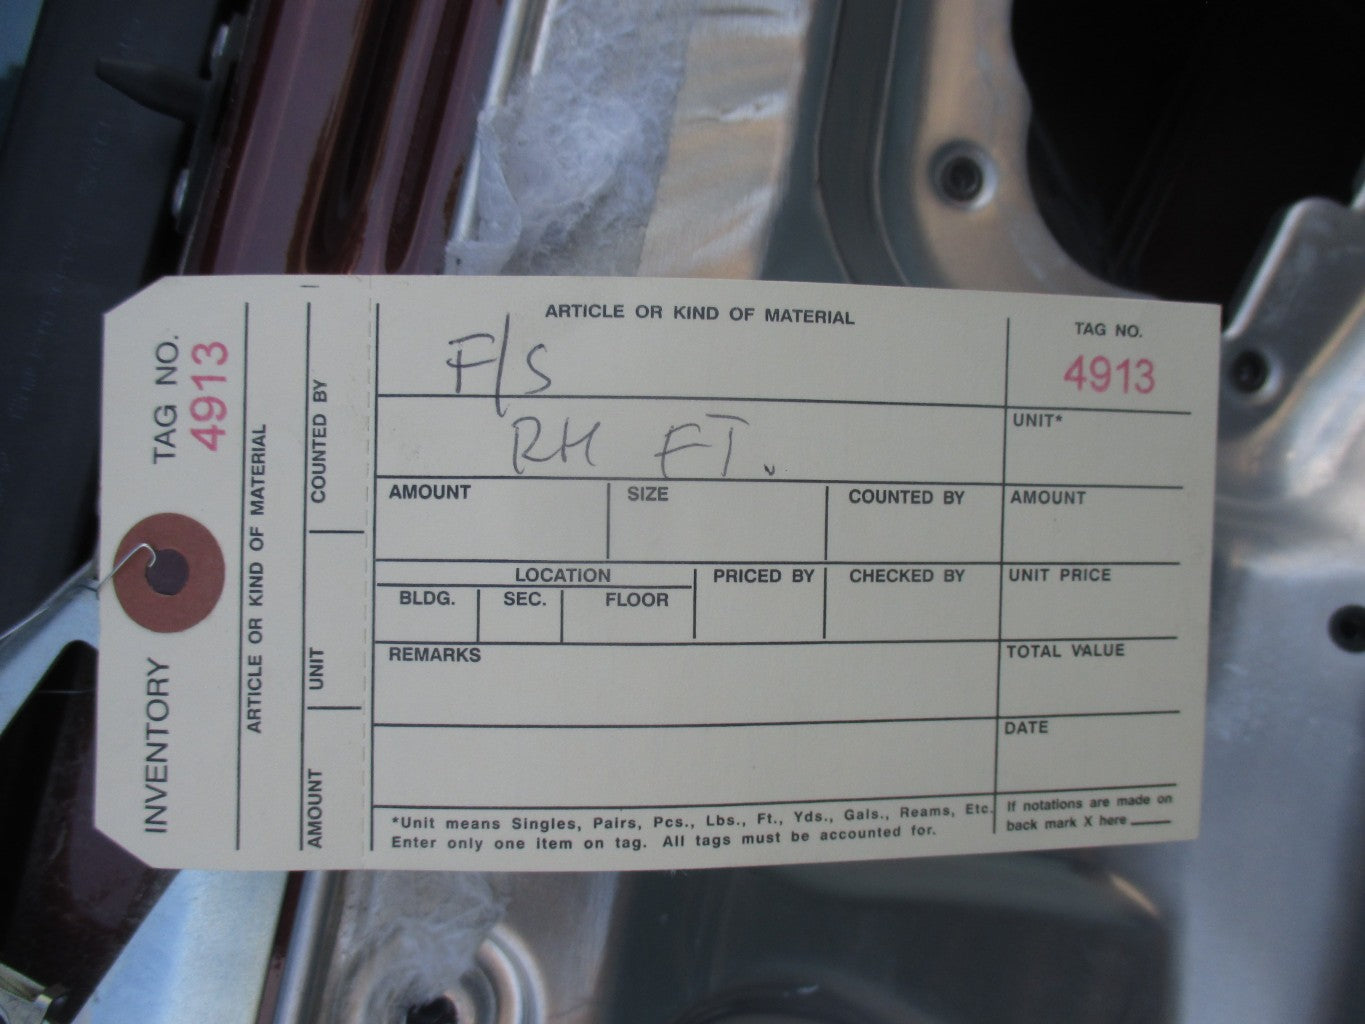 TAG NO.
4913
INVENTORY
ARTICLE OR KIND OF MATERIAL
COUNTED BY
UNIT
AMOUNT
ARTICLE OR KIND OF MATERIAL
F/S
RH FT.
TAG NO.
4913
UNIT*
AMOUNT
SIZE
COUNTED BY
AMOUNT
LOCATION
BLDG.
SEC.
FLOOR
PRICED BY
CHECKED BY
UNIT PRICE
REMARKS
TOTAL VALUE
DATE
*Unit means Singles, Pairs, Pcs., Lbs., Ft., Yds., Gals., Reams, Etc.
Enter only one item on tag. All tags must be accounted for.
If notations are made on
back mark X here